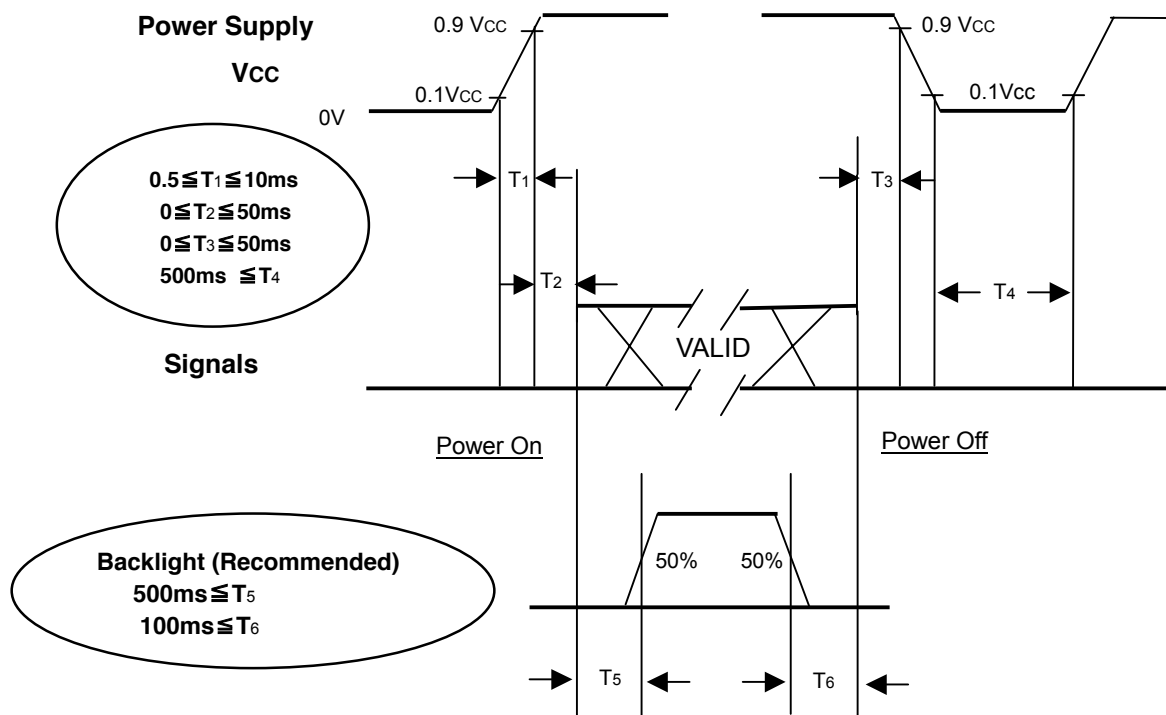 Power Supply
VCC
0.9 VCC
0.1VCC
0V
0.9 VCC
0.1Vcc
0.5≦T1≦10ms
0≦T2≦50ms
0≦T3≦50ms
500ms ≦T4
T1
T2
T3
T4
Signals
VALID
Power On
Power Off
Backlight (Recommended)
500ms≦T5
100ms≦T6
50%
50%
T5
T6